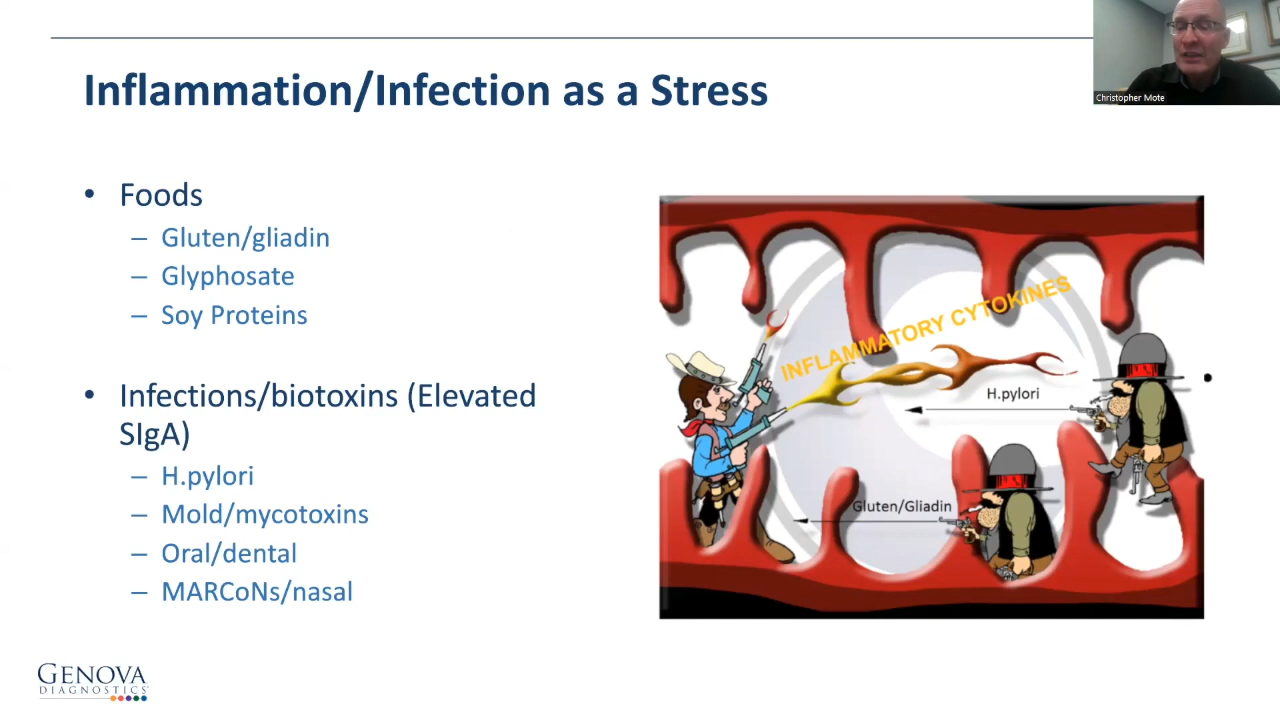 Inflammation/Infection as a Stress
Christopher Mote
• Foods
– Gluten/gliadin
– Glyphosate
– Soy Proteins
• Infections/biotoxins (Elevated
SIgA)
– H.pylori
– Mold/mycotoxins
– Oral/dental
– MARCoNs/nasal
INFLAMMATORY CYTOKINES
H.pylori
Gluten/Gliadin
GENOVA
DIAGNOSTICS